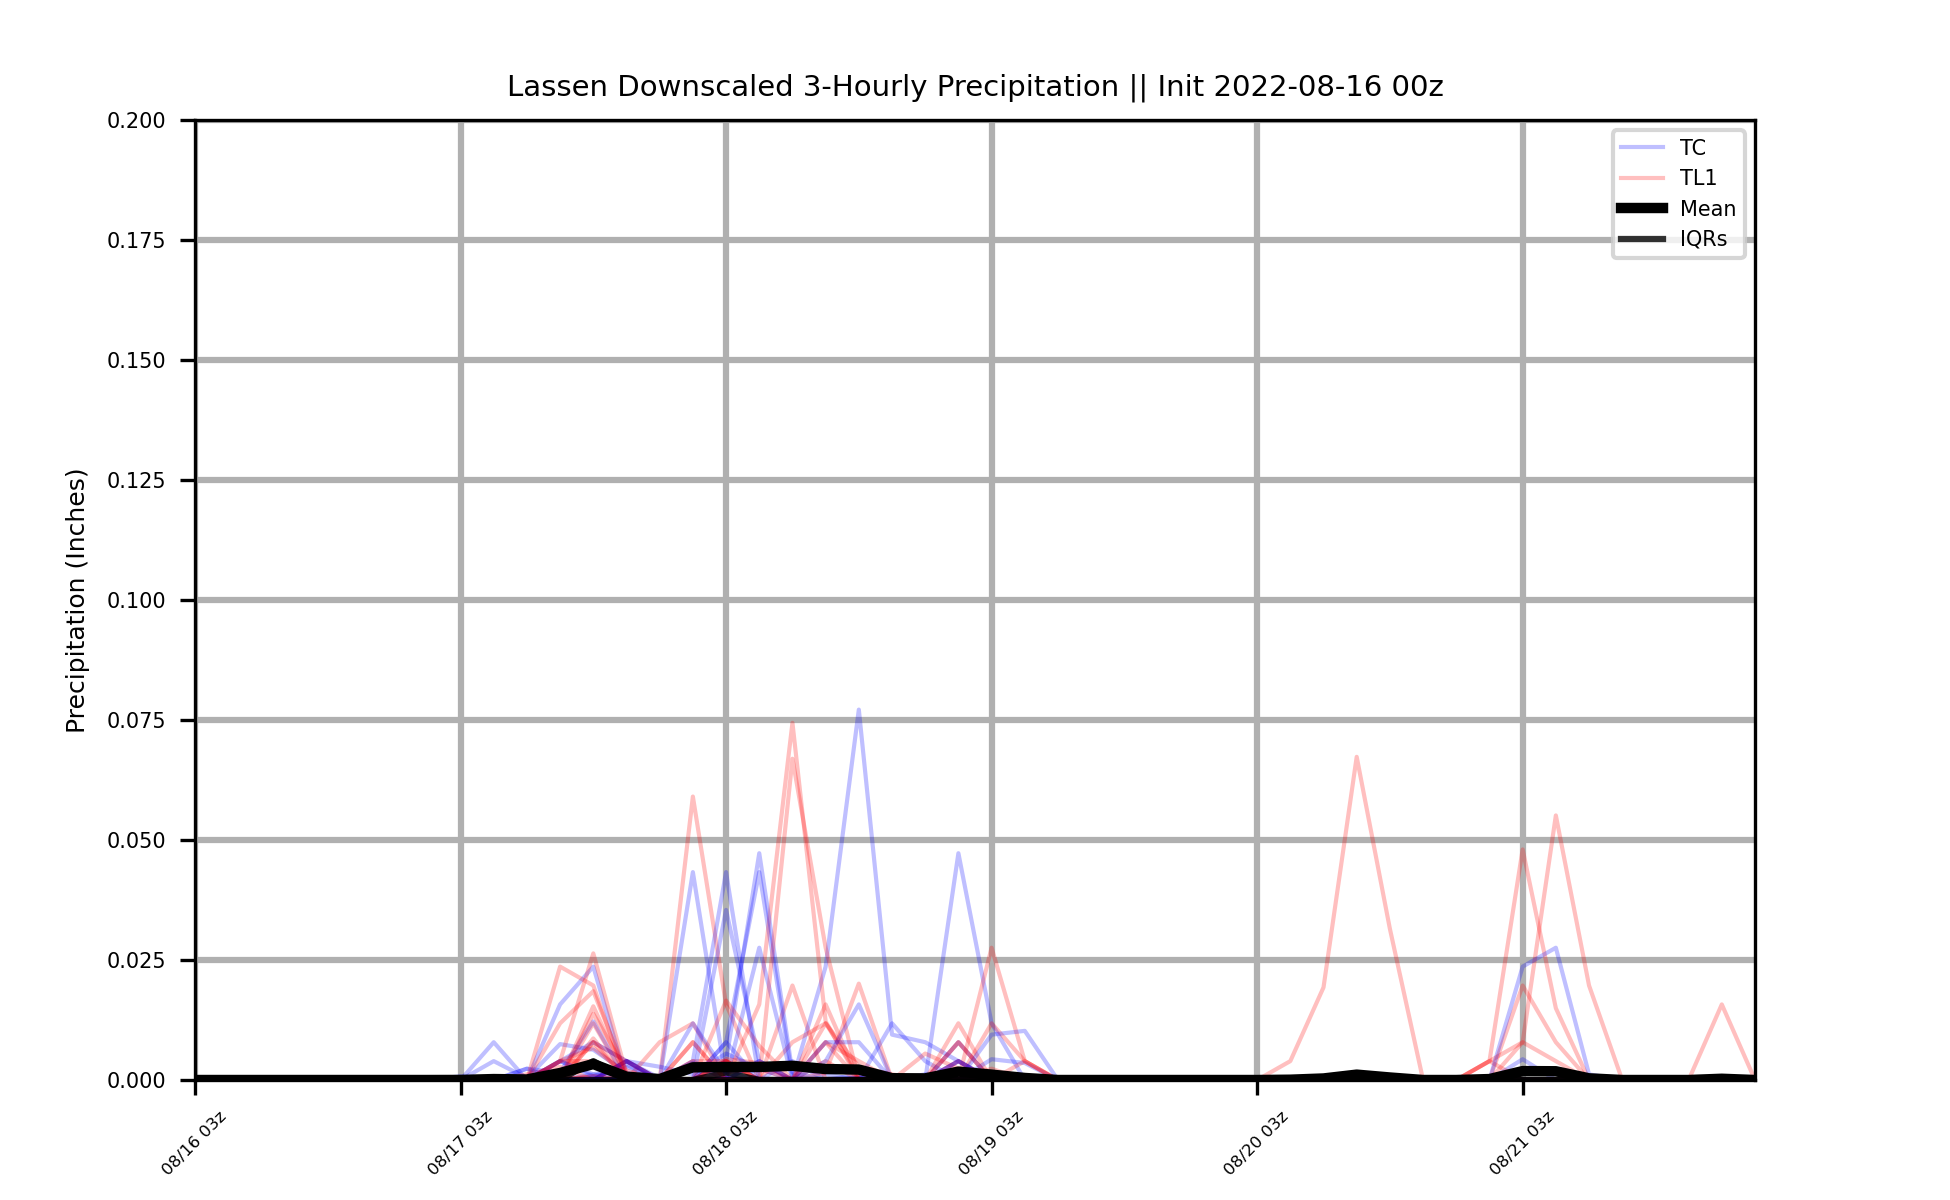 Lassen Downscaled 3-Hourly Precipitation || Init 2022-08-16 00z
0.200
0.175
0.150
0.125
0.100
0.075
0.050
0.025
0.000
Precipitation (Inches)
TC
TL1
Mean
IQRs
08/16 03z
08/17 03z
08/18 03z
08/19 03z
08/20 03z
08/21 03z